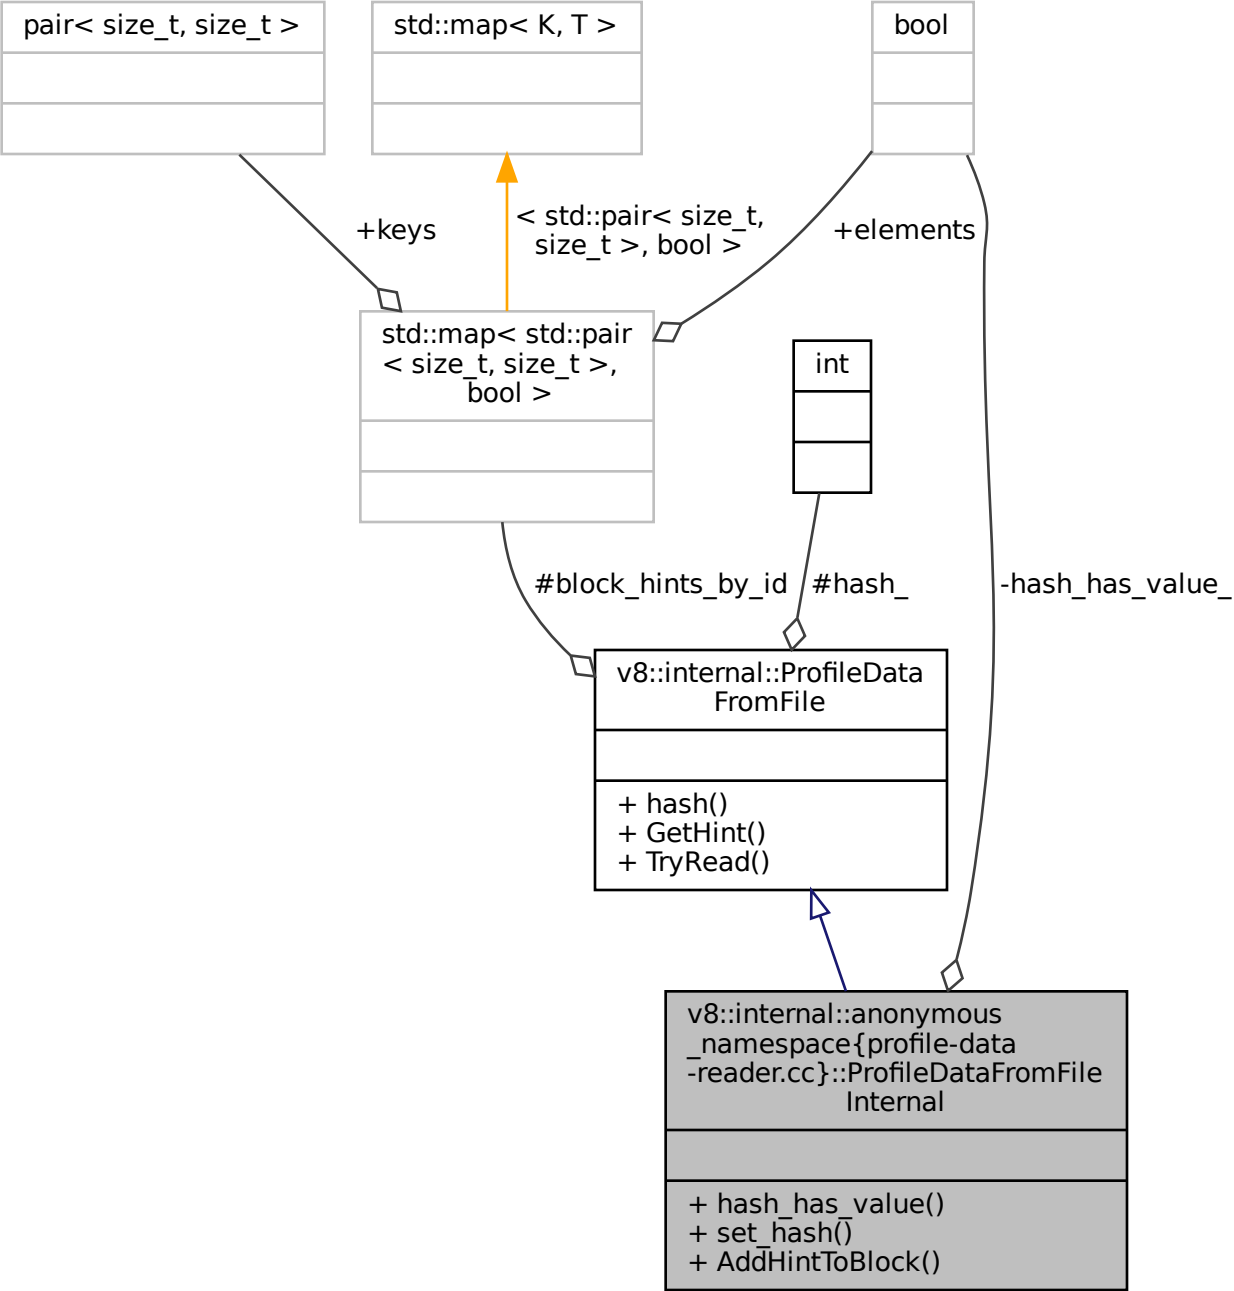 pair< size_t, size_t >
std::map< K, T >
bool
+keys
< std::pair< size_t,
size_t >, bool >
+elements
std::map< std::pair
< size_t, size_t >,
bool >
int
#block_hints_by_id
#hash_
-hash_has_value_
v8::internal::ProfileData
FromFile
+ hash()
+ GetHint()
+ TryRead()
v8::internal::anonymous
_namespace{profile-data
-reader.cc}::ProfileDataFromFile
Internal
+ hash_has_value()
+ set_hash()
+ AddHintToBlock()